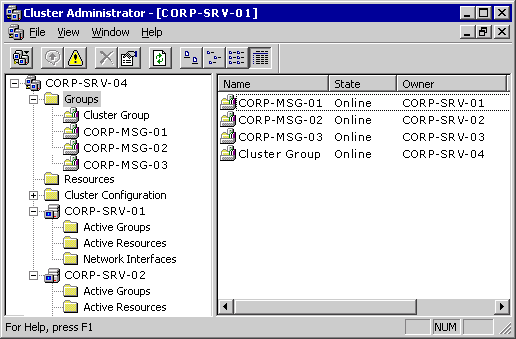 Cluster Administrator - [CORP-SRV-01]
File View Window Help
CORP-SRV-04
Groups
Cluster Group
CORP-MSG-01
CORP-MSG-02
CORP-MSG-03
Resources
Cluster Configuration
CORP-SRV-01
Active Groups
Active Resources
Network Interfaces
CORP-SRV-02
Active Groups
Active Resources
Name State Owner
CORP-MSG-01 Online CORP-SRV-01
CORP-MSG-02 Online CORP-SRV-02
CORP-MSG-03 Online CORP-SRV-03
Cluster Group Online CORP-SRV-04
For Help, press F1
NUM